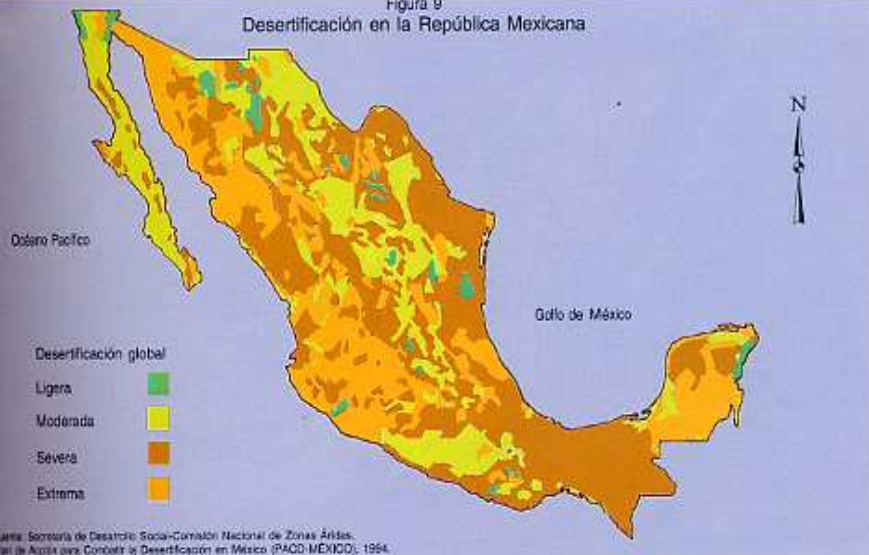 Figura 9
Desertificación en la República Mexicana
N
Océano Pacífico
Golfo de México
Desertificación global
Ligera
Moderada
Severa
Extrema
Secretaría de Desarrollo Social-Comisión Nacional de Zonas Áridas.
de Acción para Combatir la Desertificación en México (PACD-MÉXICO), 1994.